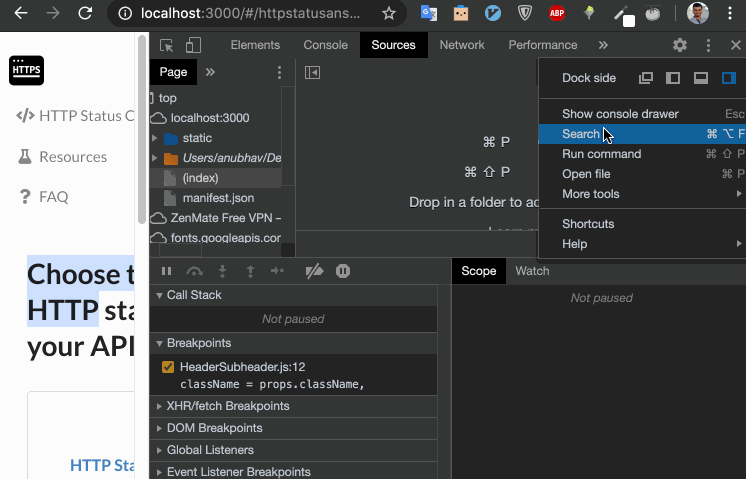 localhost:3000/#/httpstatusans...
ABP
HTTPS
HTTP Status C
Resources
FAQ
Choose t
HTTP sta
your API
HTTP Sta
Elements Console Sources Network Performance
Page
top
localhost:3000
static
Users/anubhav/De
(index)
manifest.json
ZenMate Free VPN –
fonts.googleapis.com
⌘ P
⌘ ⇧ P
Drop in a folder to ad
Dock side
Show console drawer Esc
Search ⌘ ⌥ F
Run command ⌘ ⇧ P
Open file ⌘ P
More tools
Shortcuts
Help
Call Stack
Not paused
Breakpoints
HeaderSubheader.js:12
className = props.className,
XHR/fetch Breakpoints
DOM Breakpoints
Global Listeners
Event Listener Breakpoints
Scope Watch
Not paused